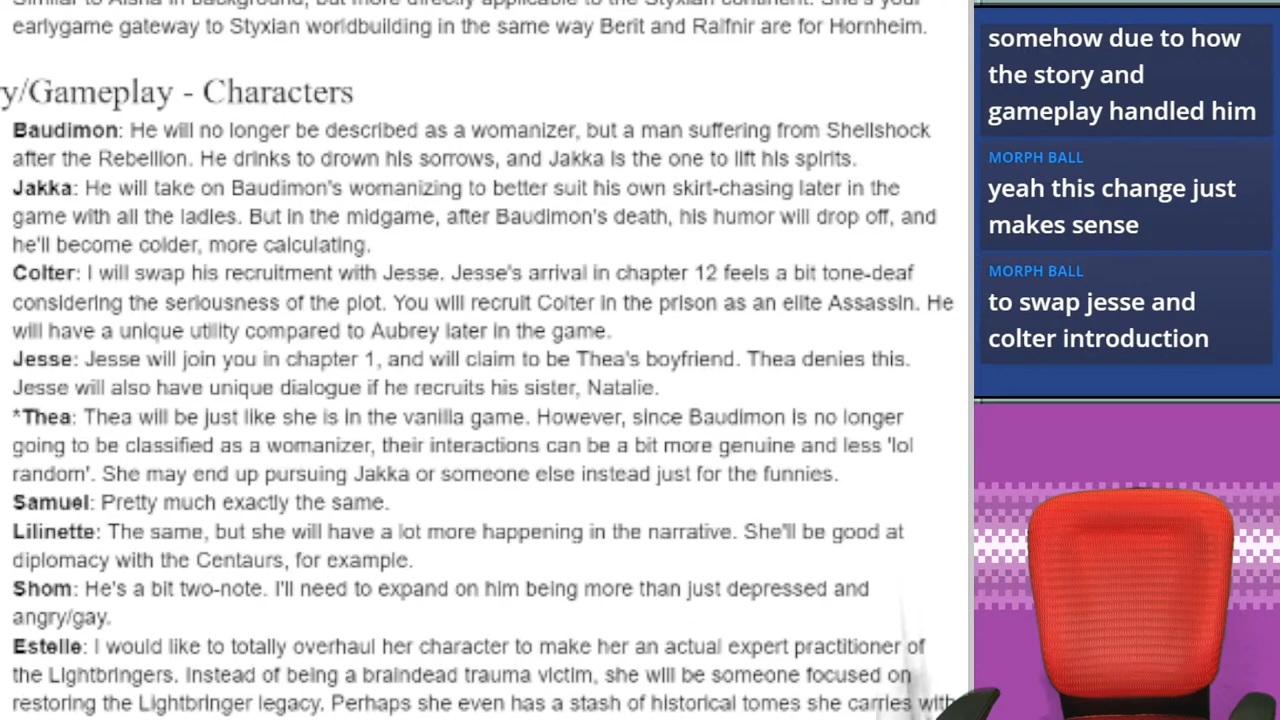 Similar to Aisha in background, but more directly applicable to the Styxian continent. She's your
earlygame gateway to Styxian worldbuilding in the same way Berit and Ralfnir are for Hornheim.
y/Gameplay - Characters
Baudimon: He will no longer be described as a womanizer, but a man suffering from Shellshock
after the Rebellion. He drinks to drown his sorrows, and Jakka is the one to lift his spirits.
Jakka: He will take on Baudimon's womanizing to better suit his own skirt-chasing later in the
game with all the ladies. But in the midgame, after Baudimon's death, his humor will drop off, and
he'll become colder, more calculating.
Colter: I will swap his recruitment with Jesse. Jesse's arrival in chapter 12 feels a bit tone-deaf
considering the seriousness of the plot. You will recruit Colter in the prison as an elite Assassin. He
will have a unique utility compared to Aubrey later in the game.
Jesse: Jesse will join you in chapter 1, and will claim to be Thea's boyfriend. Thea denies this.
Jesse will also have unique dialogue if he recruits his sister, Natalie.
*Thea: Thea will be just like she is in the vanilla game. However, since Baudimon is no longer
going to be classified as a womanizer, their interactions can be a bit more genuine and less 'lol
random'. She may end up pursuing Jakka or someone else instead just for the funnies.
Samuel: Pretty much exactly the same.
Lilinette: The same, but she will have a lot more happening in the narrative. She'll be good at
diplomacy with the Centaurs, for example.
Shom: He's a bit two-note. I'll need to expand on him being more than just depressed and
angry/gay.
Estelle: I would like to totally overhaul her character to make her an actual expert practitioner of
the Lightbringers. Instead of being a braindead trauma victim, she will be someone focused on
restoring the Lightbringer legacy. Perhaps she even has a stash of historical tomes she carries with
somehow due to how
the story and
gameplay handled him
MORPH BALL
yeah this change just
makes sense
MORPH BALL
to swap jesse and
colter introduction